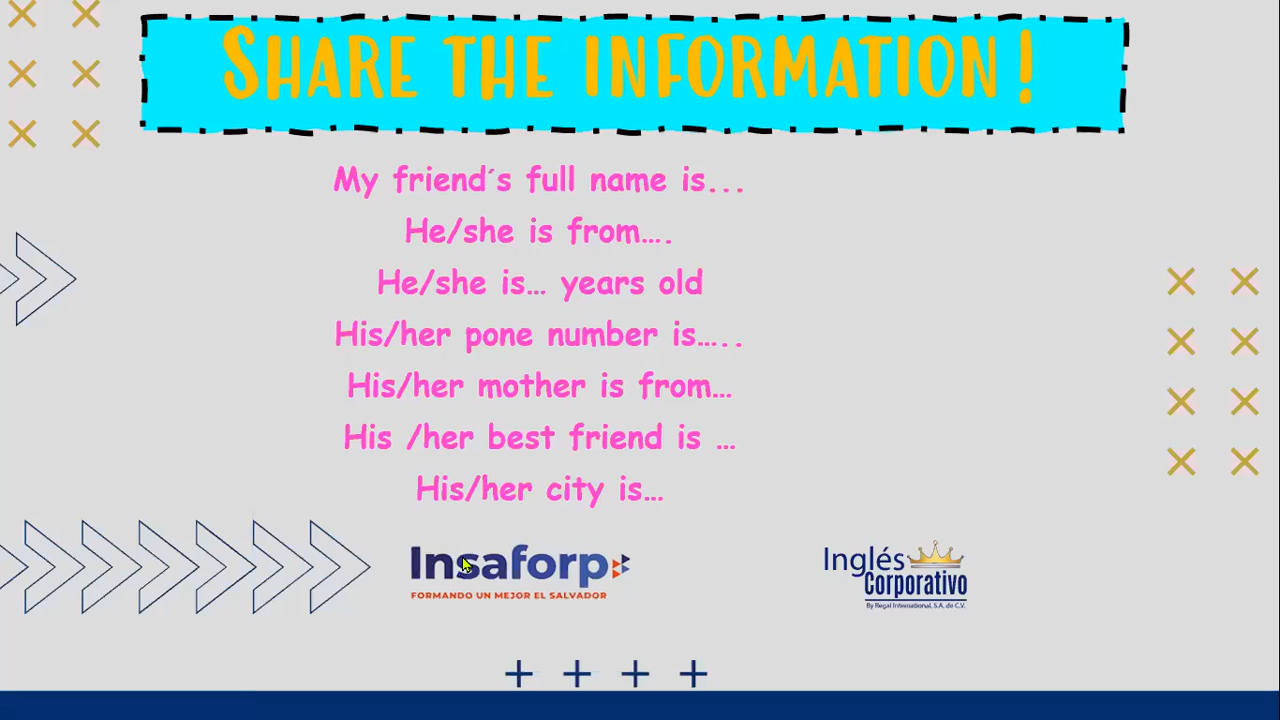 SHARE THE INFORMATION!
My friend´s full name is...
He/she is from….
He/she is… years old
His/her pone number is…..
His/her mother is from…
His /her best friend is …
His/her city is…
Insaforp
FORMANDO UN MEJOR EL SALVADOR
Inglés
Corporativo
By Regal International, S.A. de C.V.